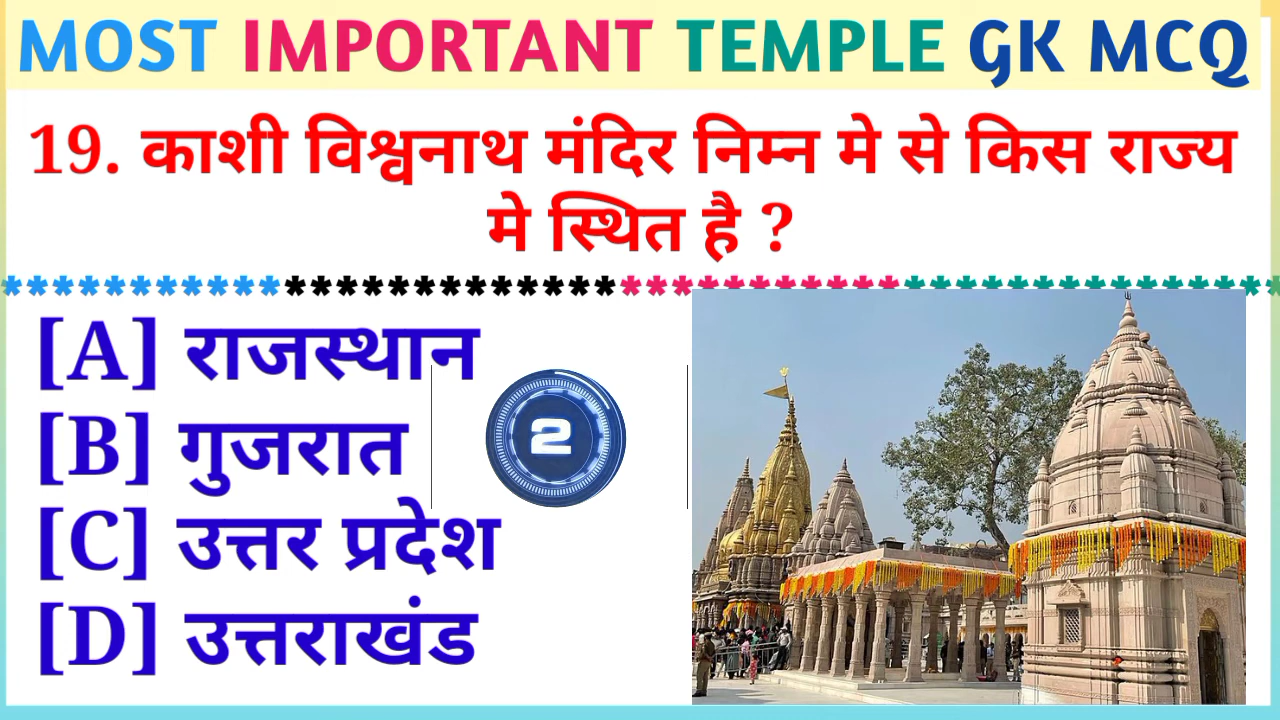 MOST IMPORTANT TEMPLE GK MCQ
19. काशी विश्वनाथ मंदिर निम्न मे से किस राज्य
मे स्थित है ?
***********************************************
[A] राजस्थान
2
[B] गुजरात
[C] उत्तर प्रदेश
[D] उत्तराखंड